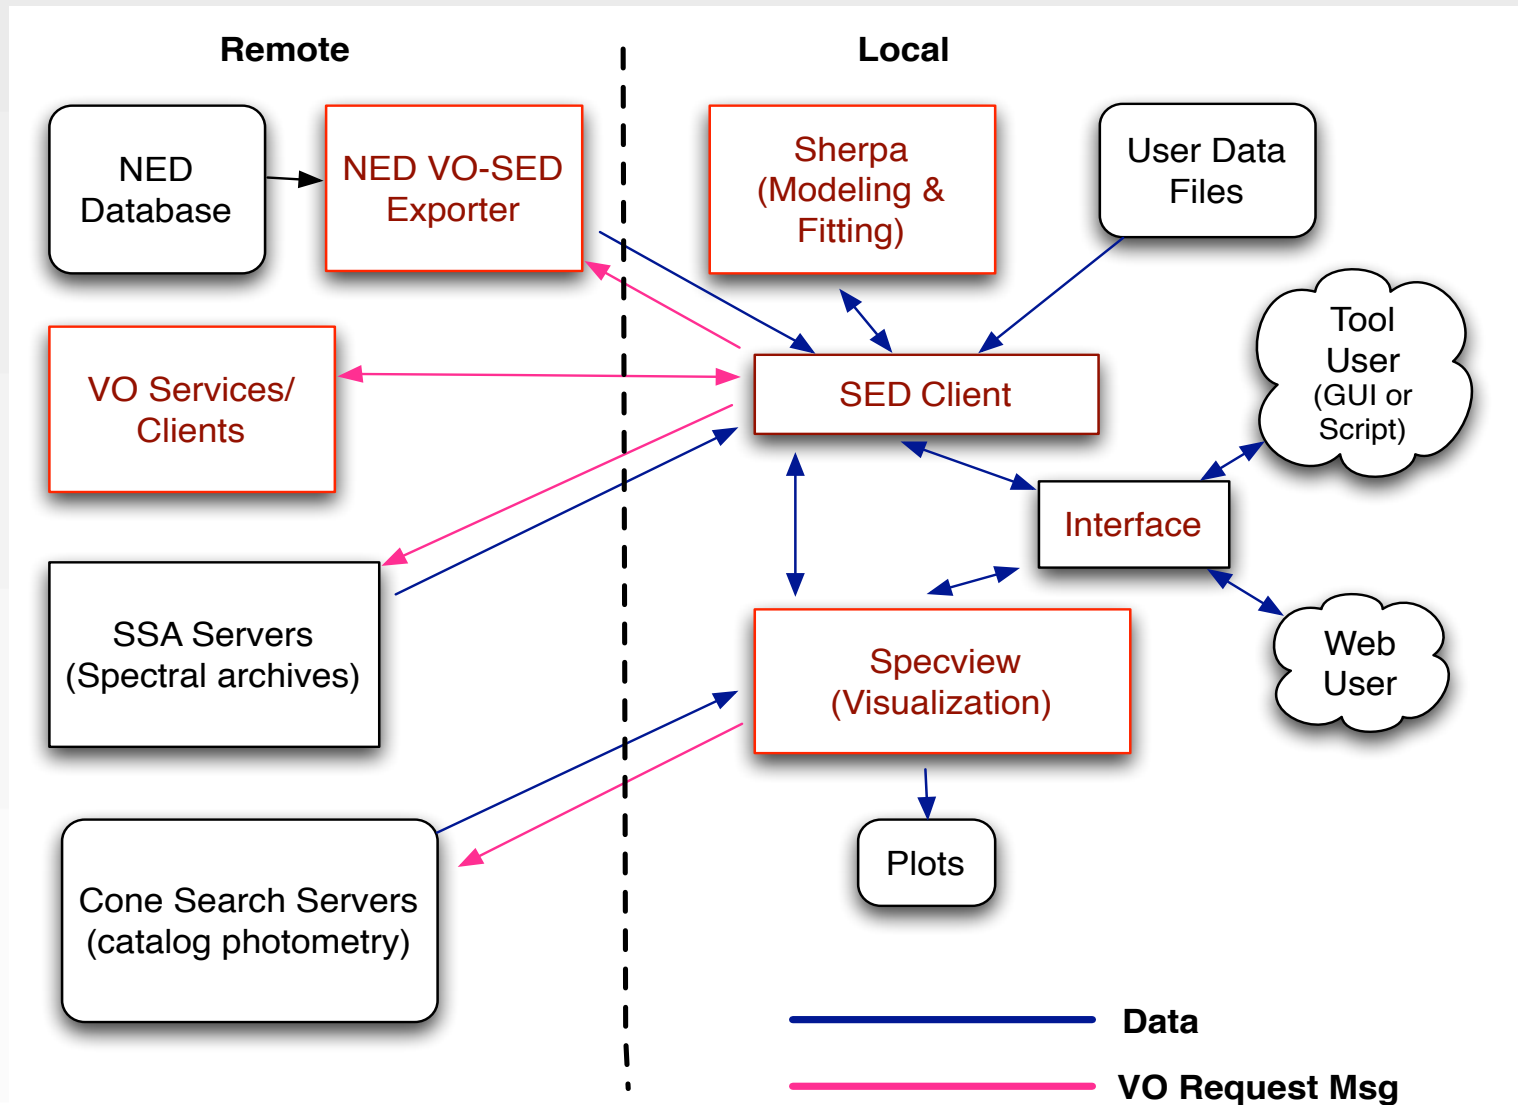 Remote
Local
NED
Database
NED VO-SED
Exporter
Sherpa
(Modeling &
Fitting)
User Data
Files
VO Services/
Clients
SED Client
Tool
User
(GUI or
Script)
Interface
SSA Servers
(Spectral archives)
Specview
(Visualization)
Web
User
Cone Search Servers
(catalog photometry)
Plots
Data
VO Request Msg